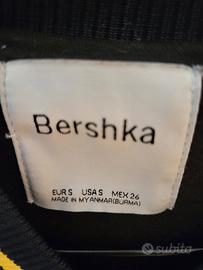 Bershka
EUR S USA S MEX 26
MADE IN MYANMAR(BURMA)
subito